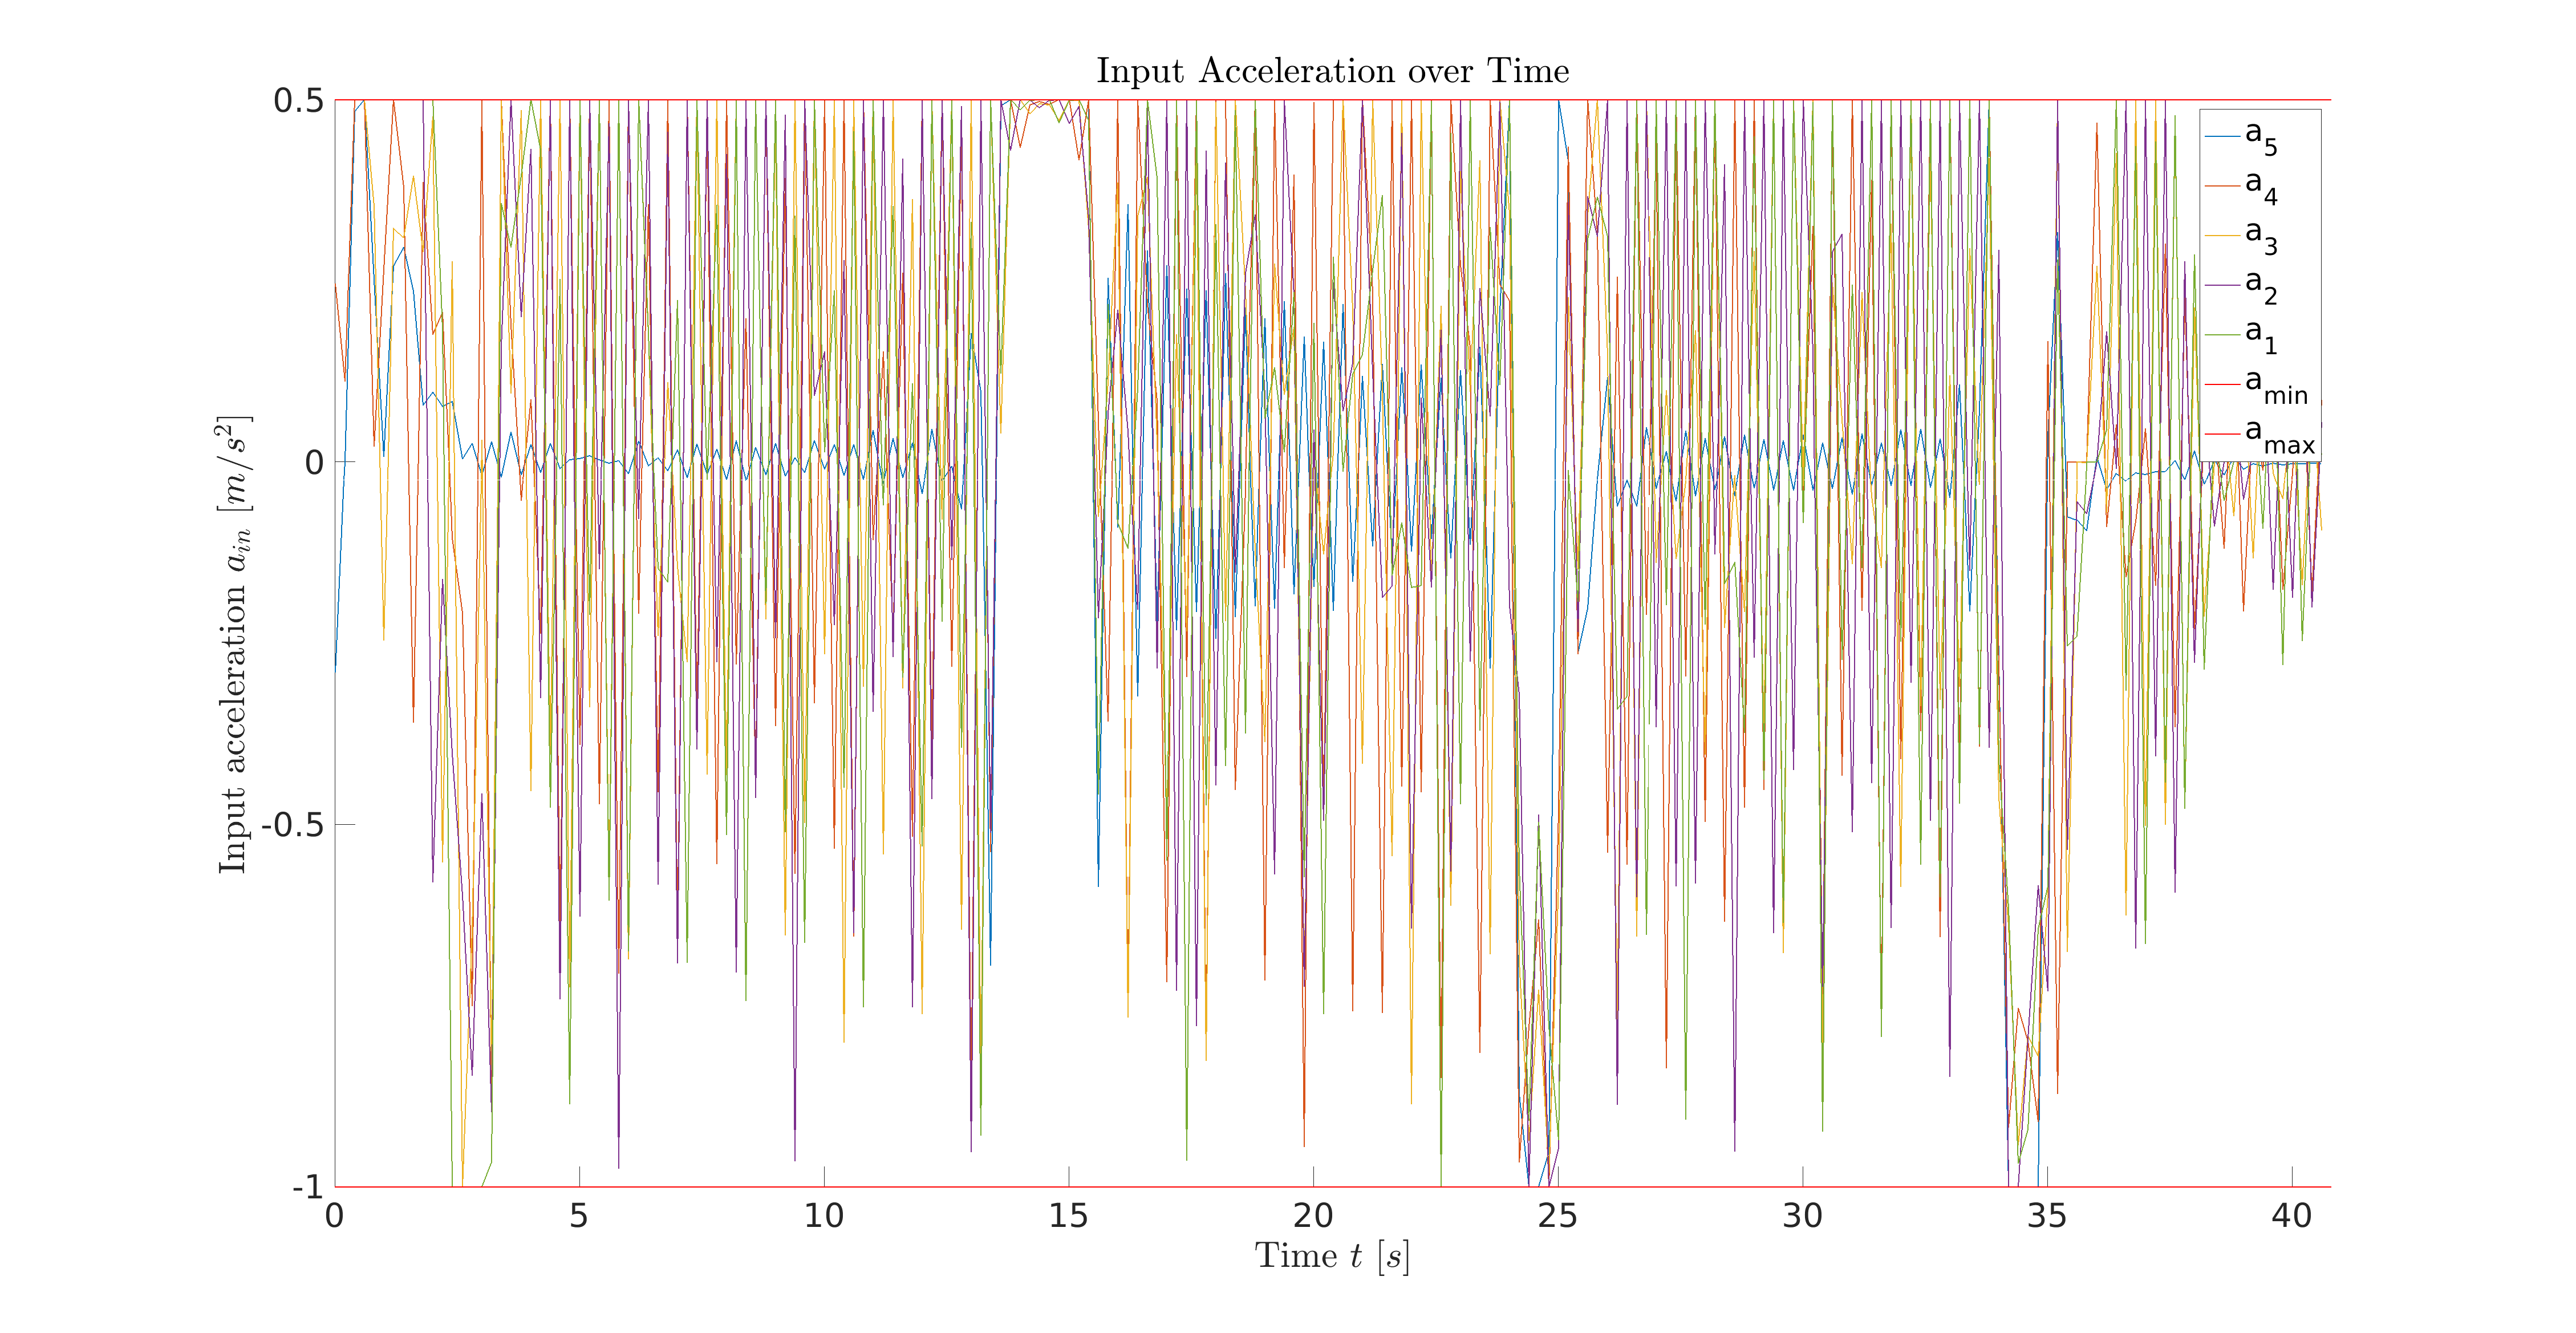 Input Acceleration over Time
Input acceleration a_in [m/s²]
0.5
0
-0.5
-1
0 5 10 15 20 25 30 35 40
Time t [s]
a_5
a_4
a_3
a_2
a_1
a_min
a_max